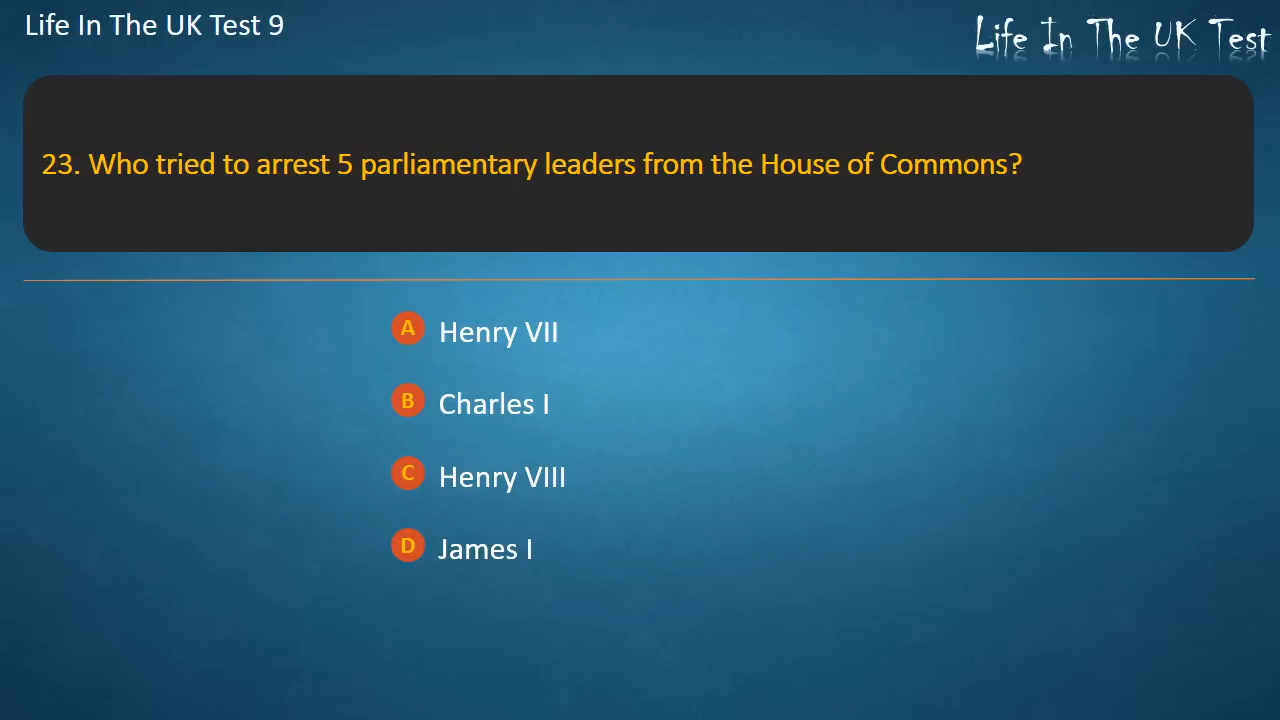 Life In The UK Test 9
Life In The UK Test
23. Who tried to arrest 5 parliamentary leaders from the House of Commons?
A Henry VII
B Charles I
C Henry VIII
D James I